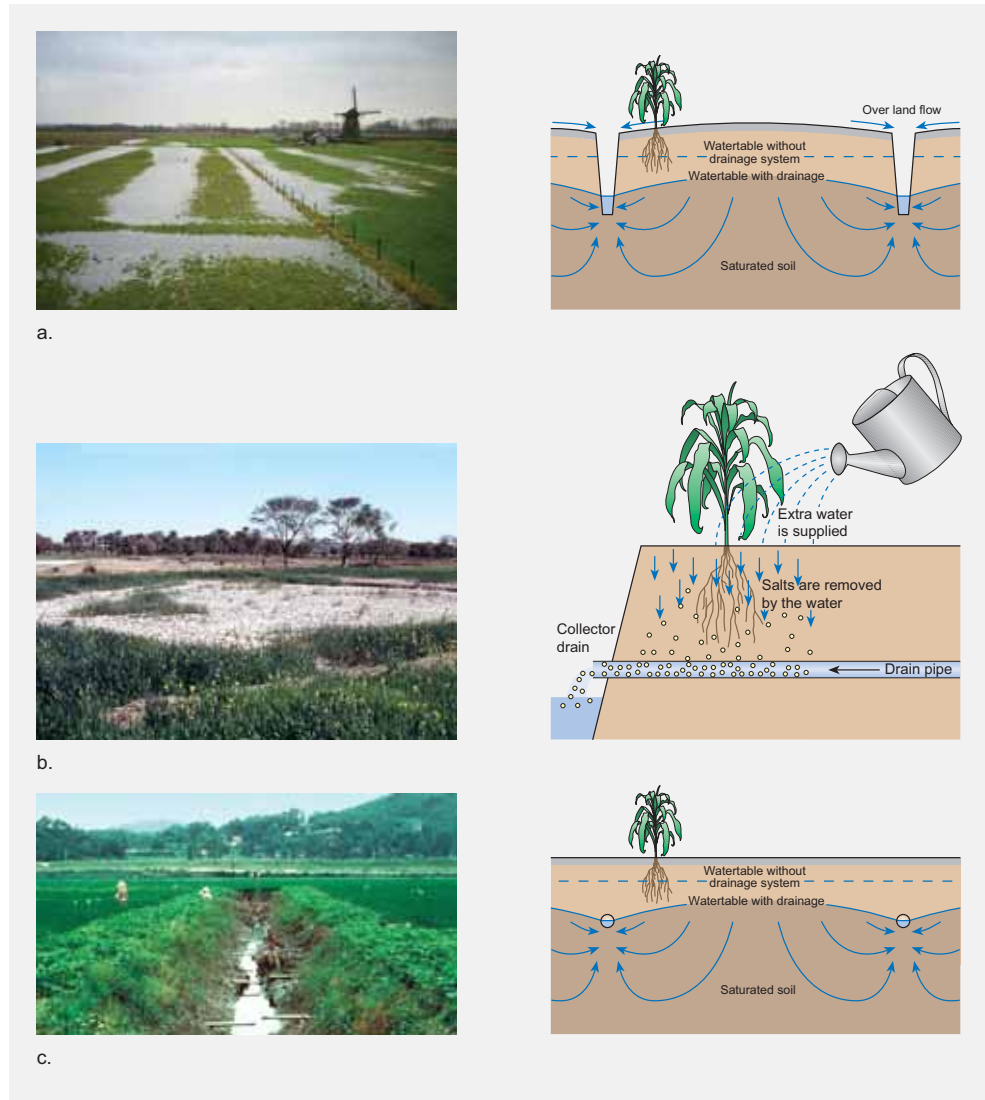 Over land flow
Watertable without
drainage system
Watertable with drainage
Saturated soil
a.
Extra water
is supplied
Salts are removed
by the water
Collector
drain
Drain pipe
b.
Watertable without
drainage system
Watertable with drainage
Saturated soil
c.